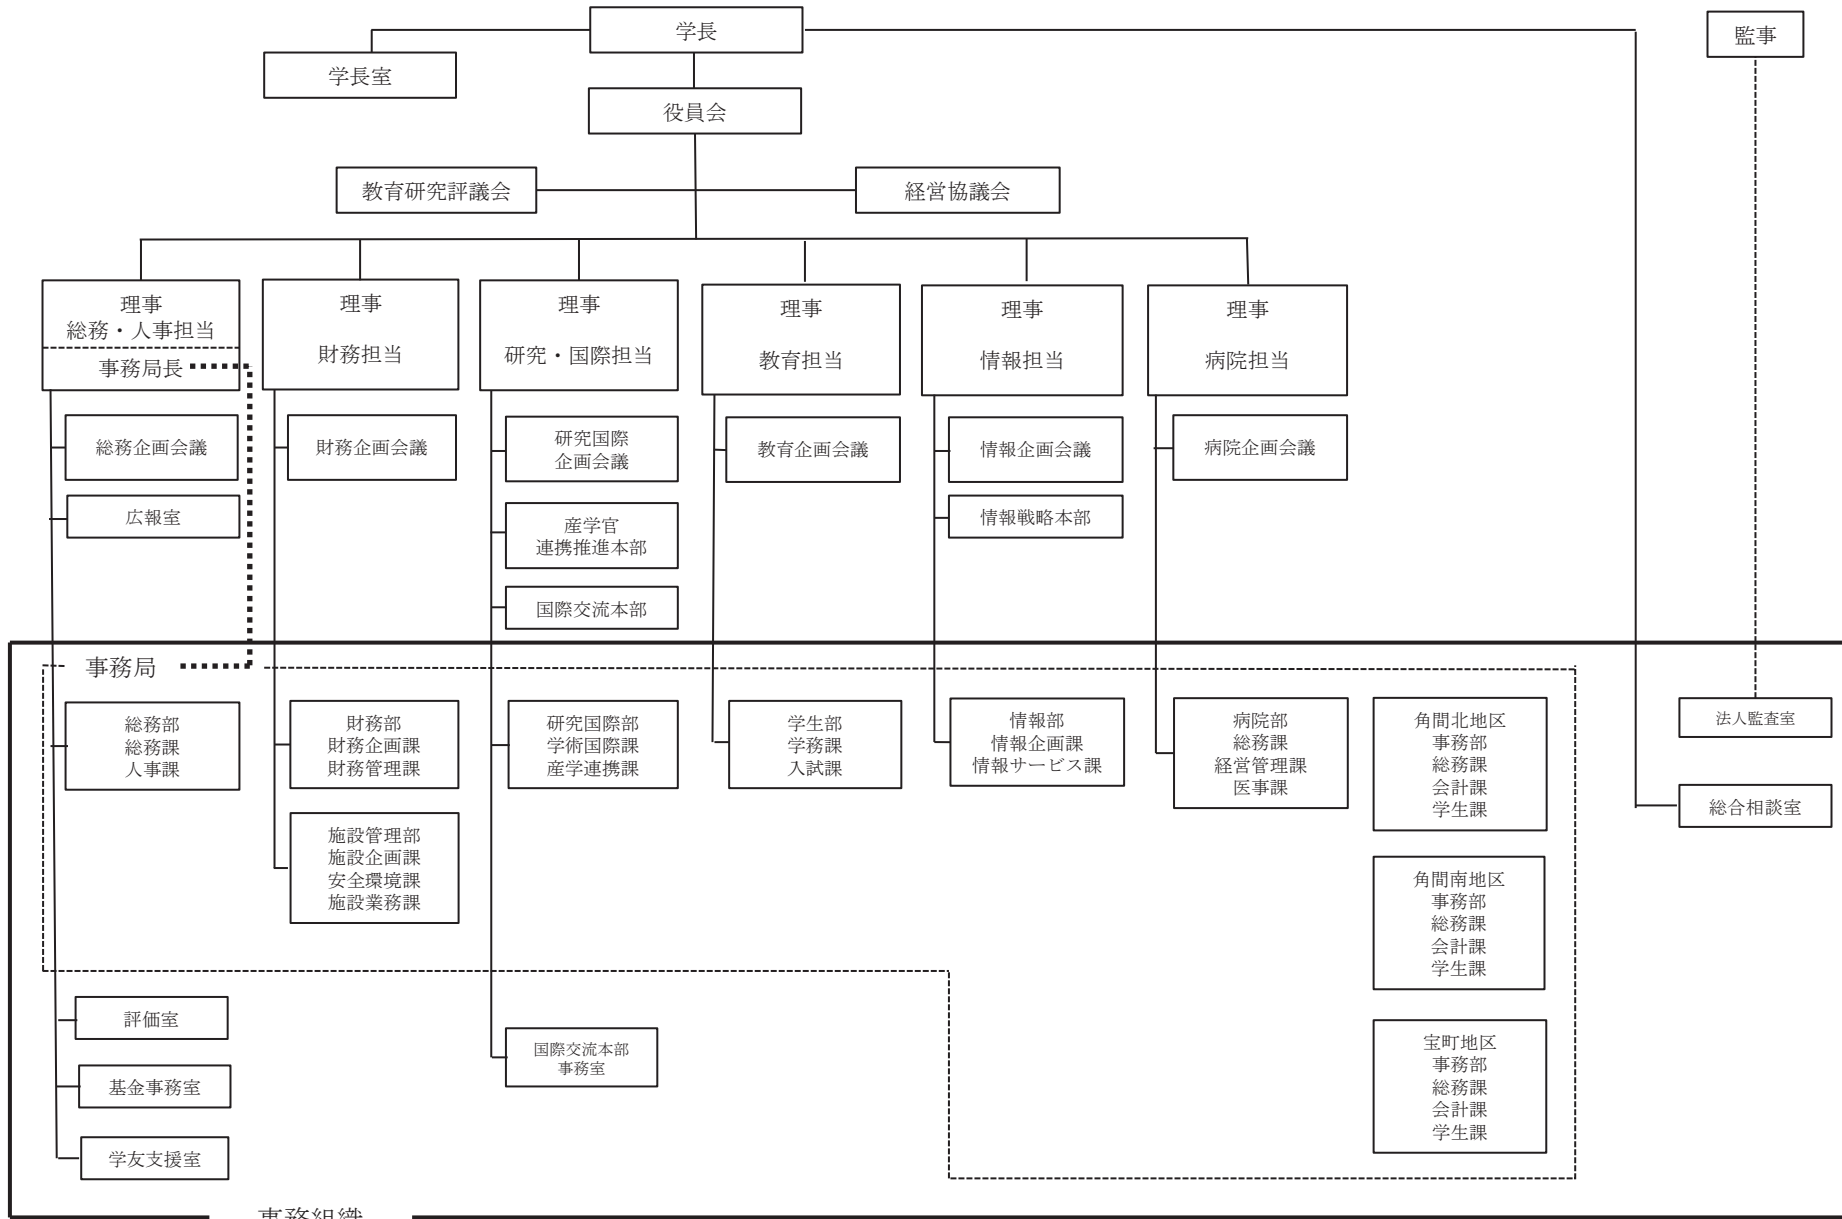 学長
監事
学長室
役員会
教育研究評議会
経営協議会
理事
総務・人事担当
事務局長
理事
財務担当
理事
研究・国際担当
理事
教育担当
理事
情報担当
理事
病院担当
総務企画会議
財務企画会議
研究国際
企画会議
教育企画会議
情報企画会議
病院企画会議
広報室
産学官
連携推進本部
情報戦略本部
国際交流本部
事務局
総務部
総務課
人事課
財務部
財務企画課
財務管理課
研究国際部
学術国際課
産学連携課
学生部
学務課
入試課
情報部
情報企画課
情報サービス課
病院部
総務課
経営管理課
医事課
角間北地区
事務部
総務課
会計課
学生課
法人監査室
総合相談室
施設管理部
施設企画課
安全環境課
施設業務課
角間南地区
事務部
総務課
会計課
学生課
評価室
国際交流本部
事務室
宝町地区
事務部
総務課
会計課
学生課
基金事務室
学友支援室
事務組織